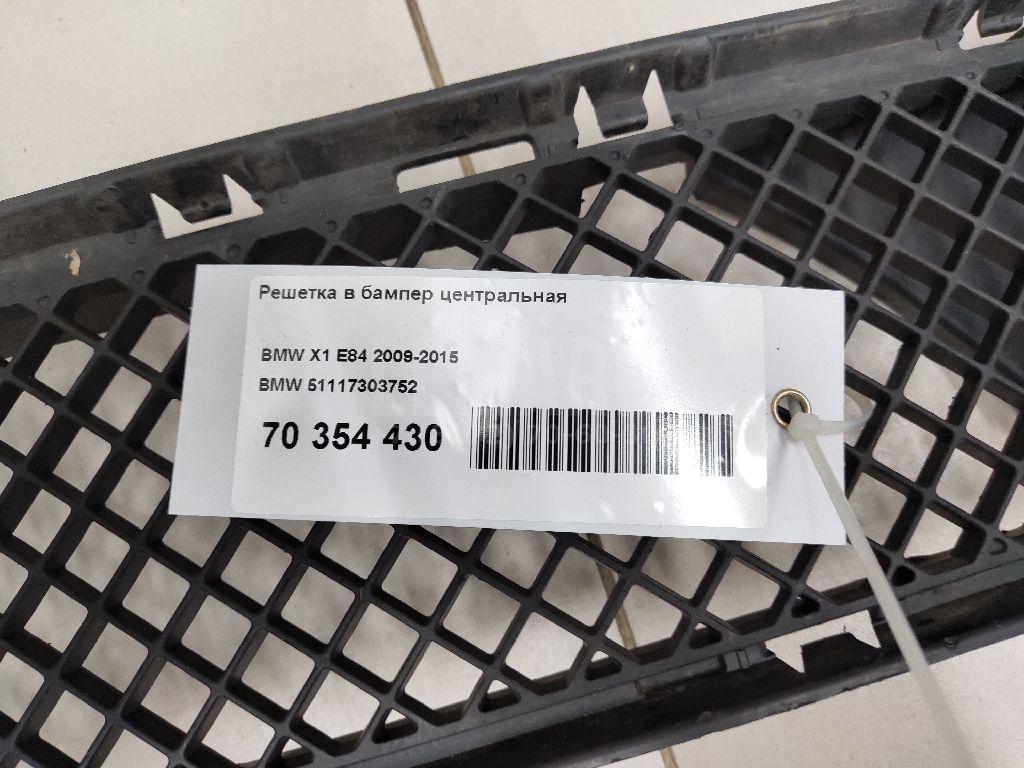 Решетка в бампер центральная
BMW X1 E84 2009-2015
BMW 51117303752
70 354 430